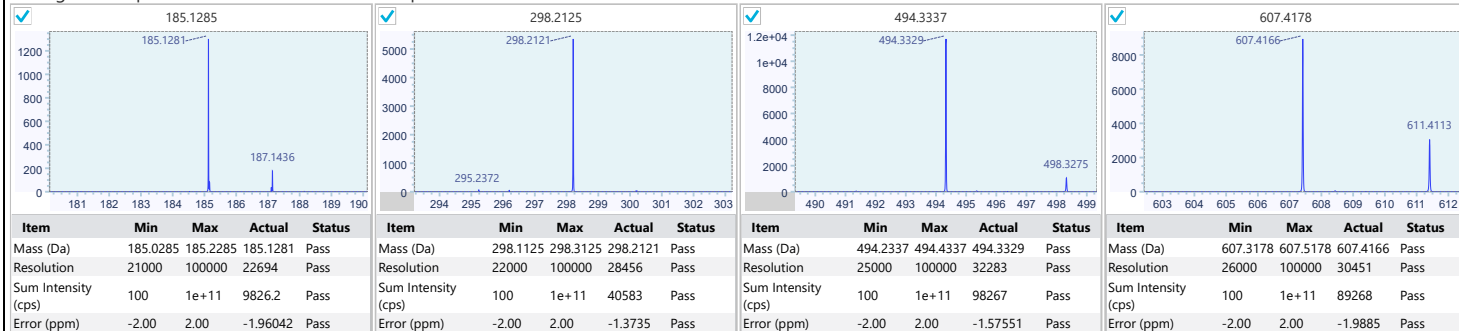 185.1285
1200
1000
800
600
400
200
0
185.1281
187.1436
181 182 183 184 185 186 187 188 189 190
Item Min Max Actual Status
Mass (Da) 185.0285 185.2285 185.1281 Pass
Resolution 21000 100000 22694 Pass
Sum Intensity (cps) 100 1e+11 9826.2 Pass
Error (ppm) -2.00 2.00 -1.96042 Pass
298.2125
5000
4000
3000
2000
1000
0
298.2121
295.2372
294 295 296 297 298 299 300 301 302 303
Item Min Max Actual Status
Mass (Da) 298.1125 298.3125 298.2121 Pass
Resolution 22000 100000 28456 Pass
Sum Intensity (cps) 100 1e+11 40583 Pass
Error (ppm) -2.00 2.00 -1.3735 Pass
494.3337
1.2e+04
1e+04
8000
6000
4000
2000
0
494.3329
498.3275
490 491 492 493 494 495 496 497 498 499
Item Min Max Actual Status
Mass (Da) 494.2337 494.4337 494.3329 Pass
Resolution 25000 100000 32283 Pass
Sum Intensity (cps) 100 1e+11 98267 Pass
Error (ppm) -2.00 2.00 -1.57551 Pass
607.4178
8000
6000
4000
2000
0
607.4166
611.4113
603 604 605 606 607 608 609 610 611 612
Item Min Max Actual Status
Mass (Da) 607.3178 607.5178 607.4166 Pass
Resolution 26000 100000 30451 Pass
Sum Intensity (cps) 100 1e+11 89268 Pass
Error (ppm) -2.00 2.00 -1.9885 Pass